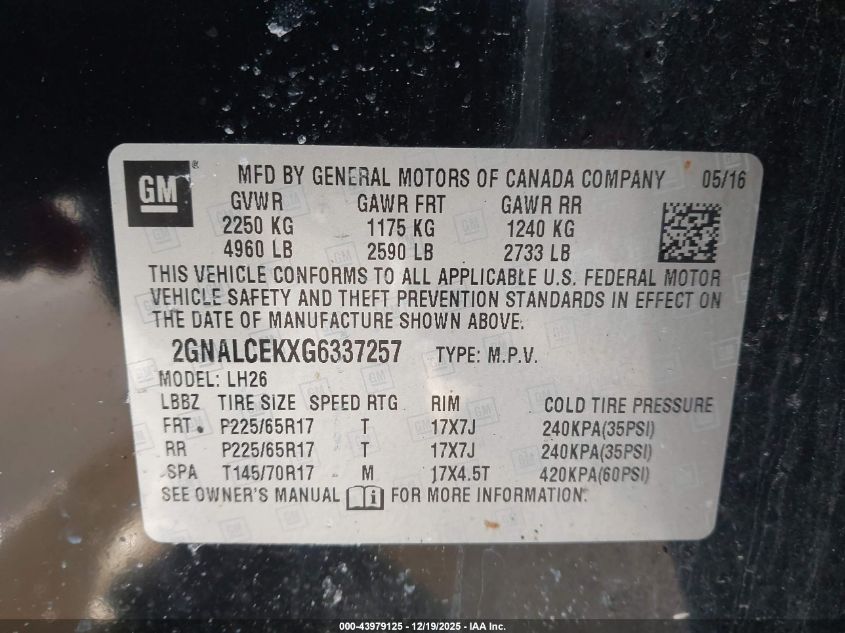 GM ® MFD BY GENERAL MOTORS OF CANADA COMPANY 05/16
GVWR GAWR FRT GAWR RR
2250 KG 1175 KG 1240 KG
4960 LB 2590 LB 2733 LB
THIS VEHICLE CONFORMS TO ALL APPLICABLE U.S. FEDERAL MOTOR
VEHICLE SAFETY AND THEFT PREVENTION STANDARDS IN EFFECT ON
THE DATE OF MANUFACTURE SHOWN ABOVE.
2GNALCEKXG6337257 TYPE: M.P.V.
MODEL: LH26
LBBZ TIRE SIZE SPEED RTG RIM COLD TIRE PRESSURE
FRT P225/65R17 T 17X7J 240KPA(35PSI)
RR P225/65R17 T 17X7J 240KPA(35PSI)
SPA T145/70R17 M 17X4.5T 420KPA(60PSI)
SEE OWNER'S MANUAL i FOR MORE INFORMATION.
000-43979125 - 12/19/2025 - IAA Inc.